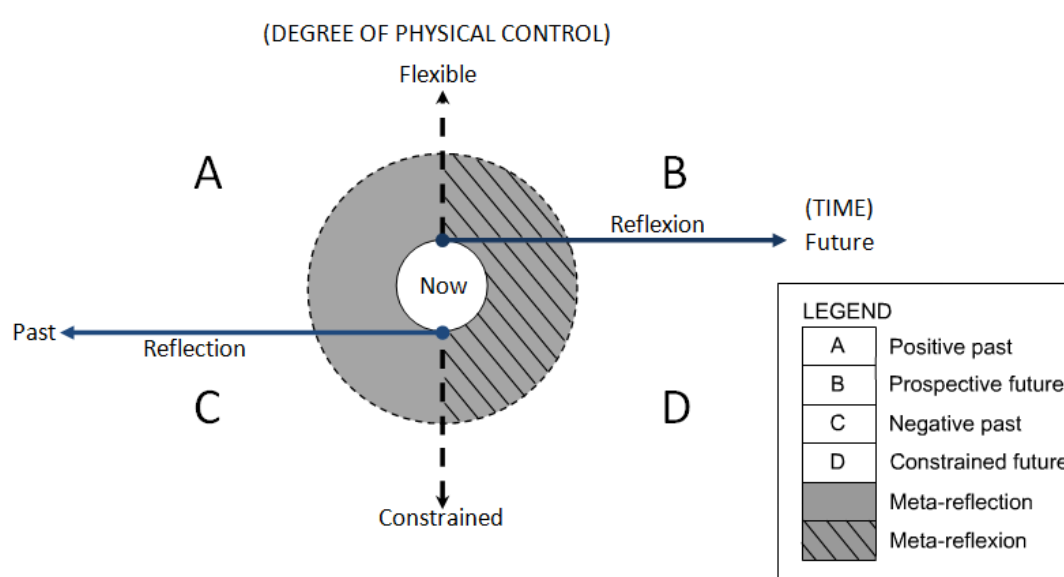 (DEGREE OF PHYSICAL CONTROL)
Flexible
A
B
(TIME)
Reflexion
Future
Now
Past
Reflection
C
D
Constrained
LEGEND
A Positive past
B Prospective future
C Negative past
D Constrained future
Meta-reflection
Meta-reflexion